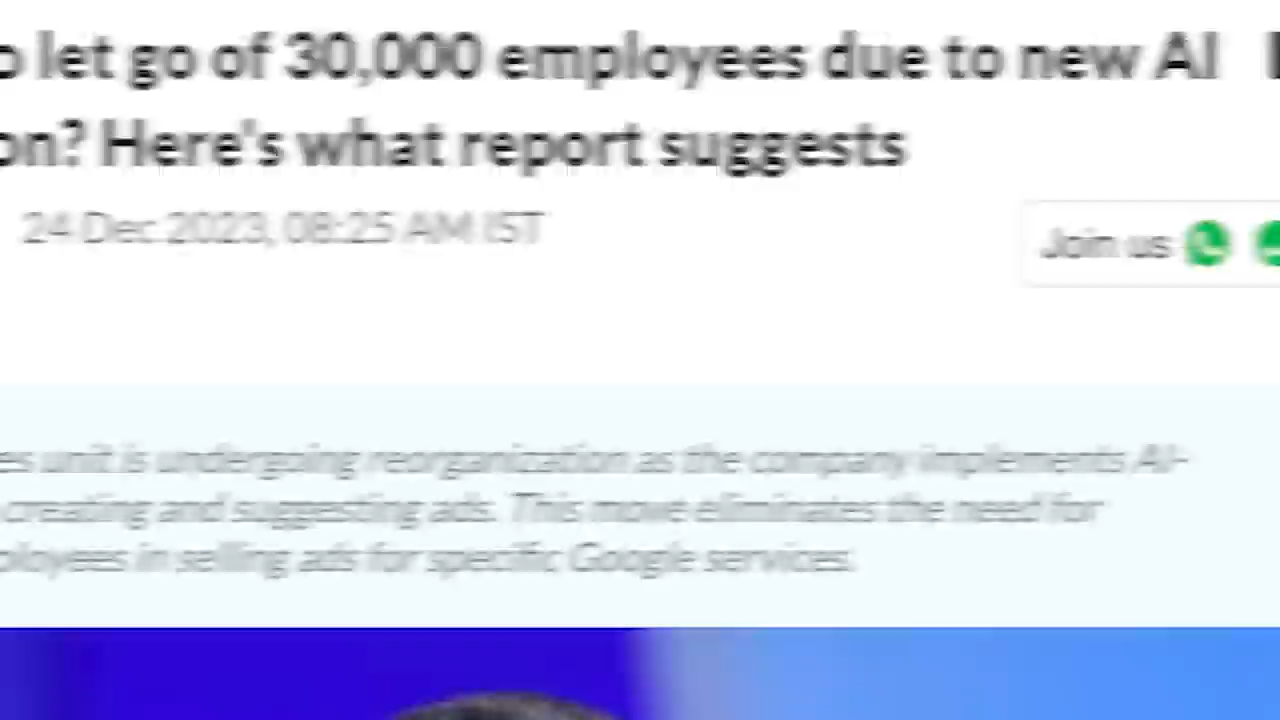 o let go of 30,000 employees due to new AI
on? Here's what report suggests
24 Dec 2023, 08:25 AM IST
Join us
es unit is undergoing reorganization as the company implements AI-
creating and suggesting ads. This move eliminates the need for
ployees in selling ads for specific Google services.